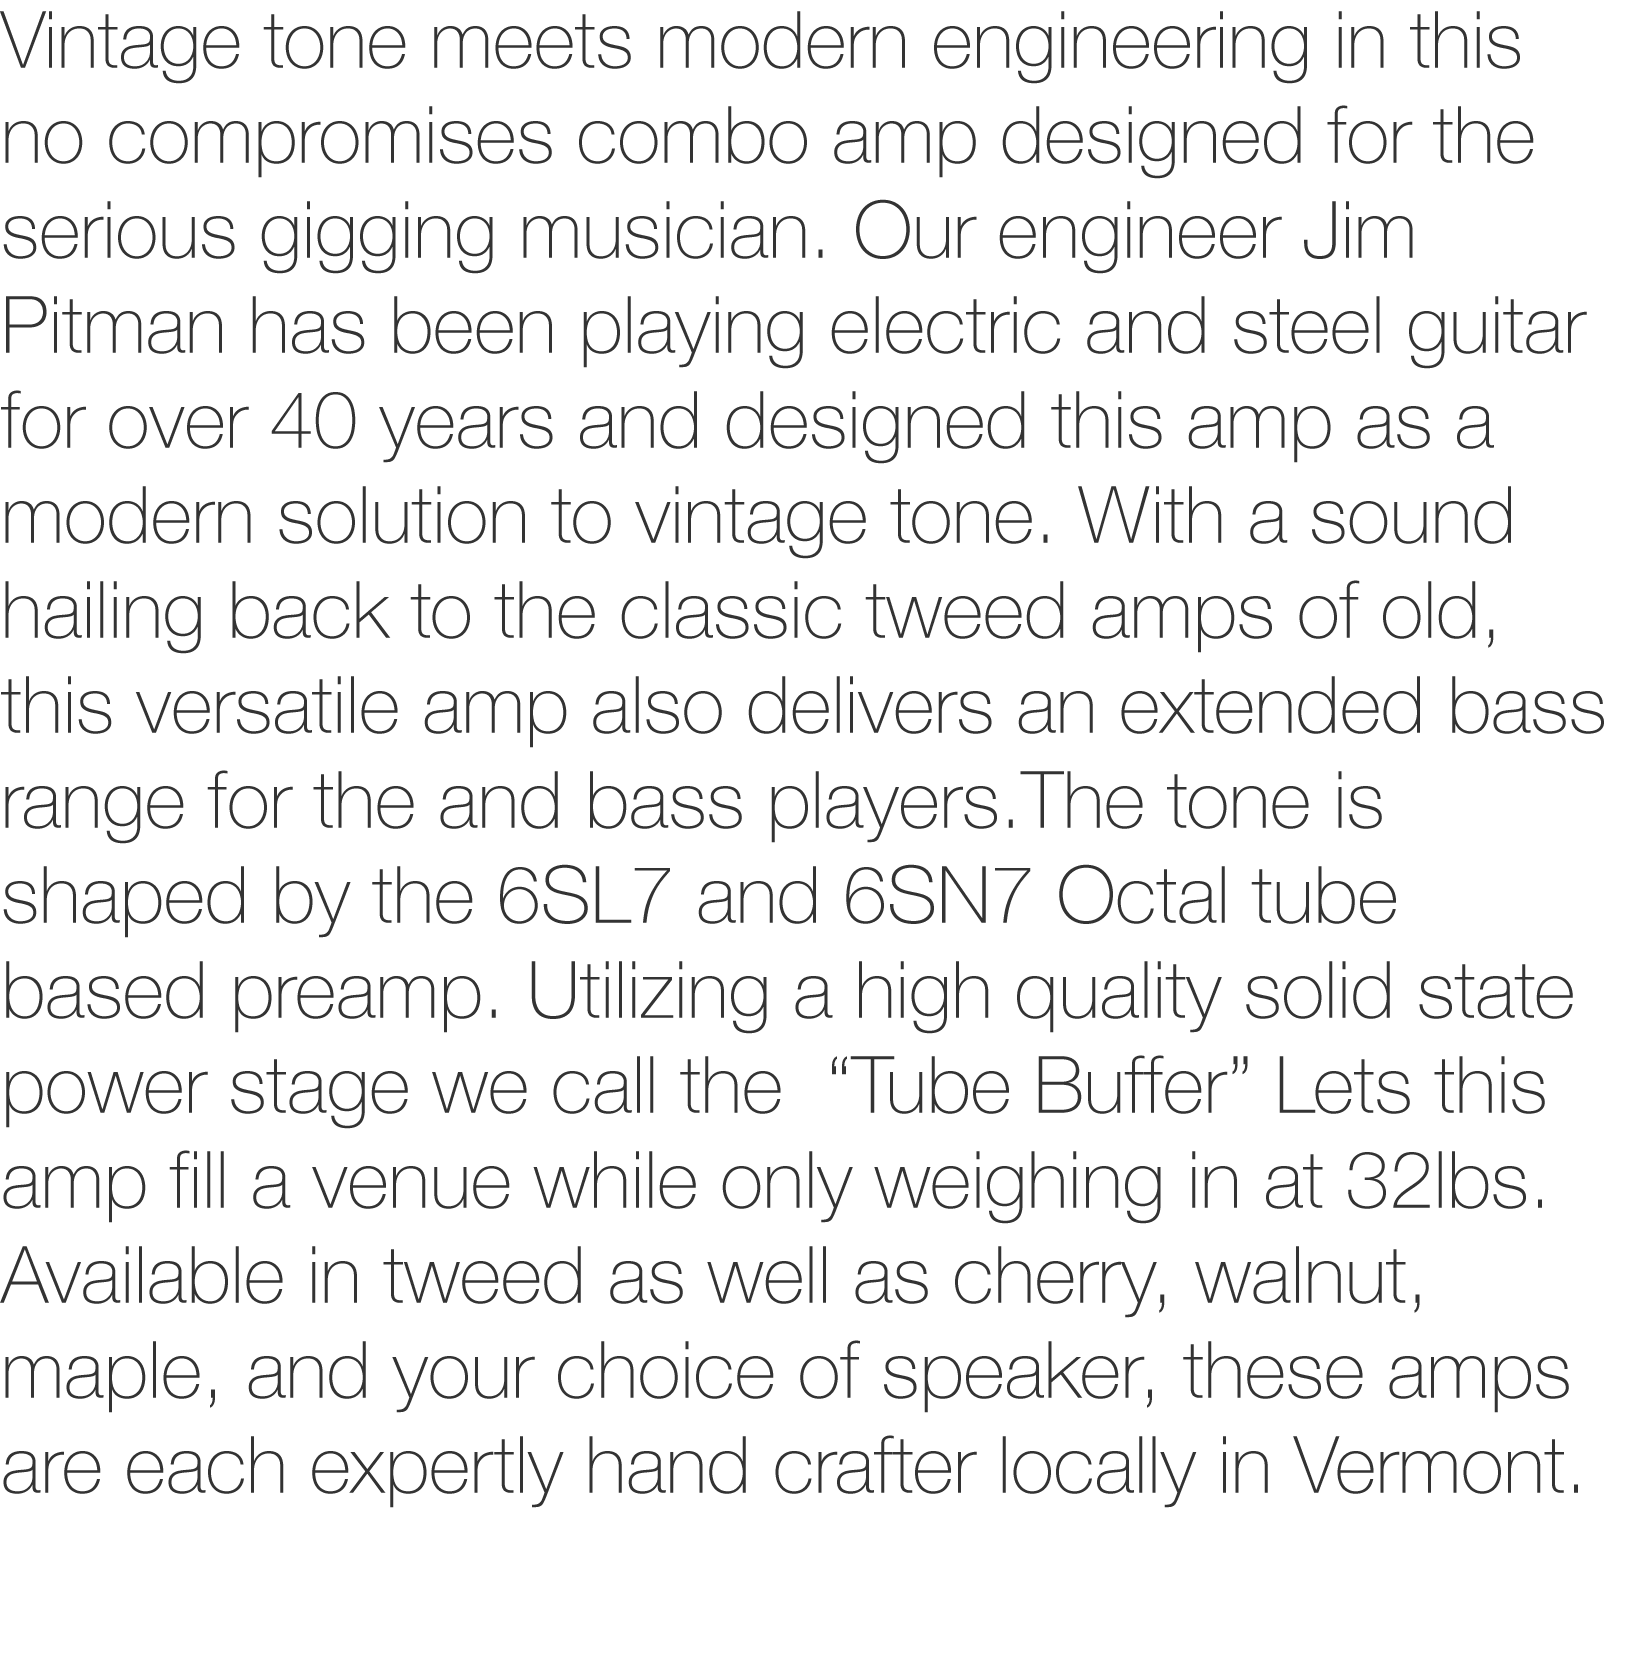 Vintage tone meets modern engineering in this
no compromises combo amp designed for the
serious gigging musician. Our engineer Jim
Pitman has been playing electric and steel guitar
for over 40 years and designed this amp as a
modern solution to vintage tone. With a sound
hailing back to the classic tweed amps of old,
this versatile amp also delivers an extended bass
range for the and bass players.The tone is
shaped by the 6SL7 and 6SN7 Octal tube
based preamp. Utilizing a high quality solid state
power stage we call the  “Tube Buffer” Lets this
amp fill a venue while only weighing in at 32lbs.
Available in tweed as well as cherry, walnut,
maple, and your choice of speaker, these amps
are each expertly hand crafter locally in Vermont.